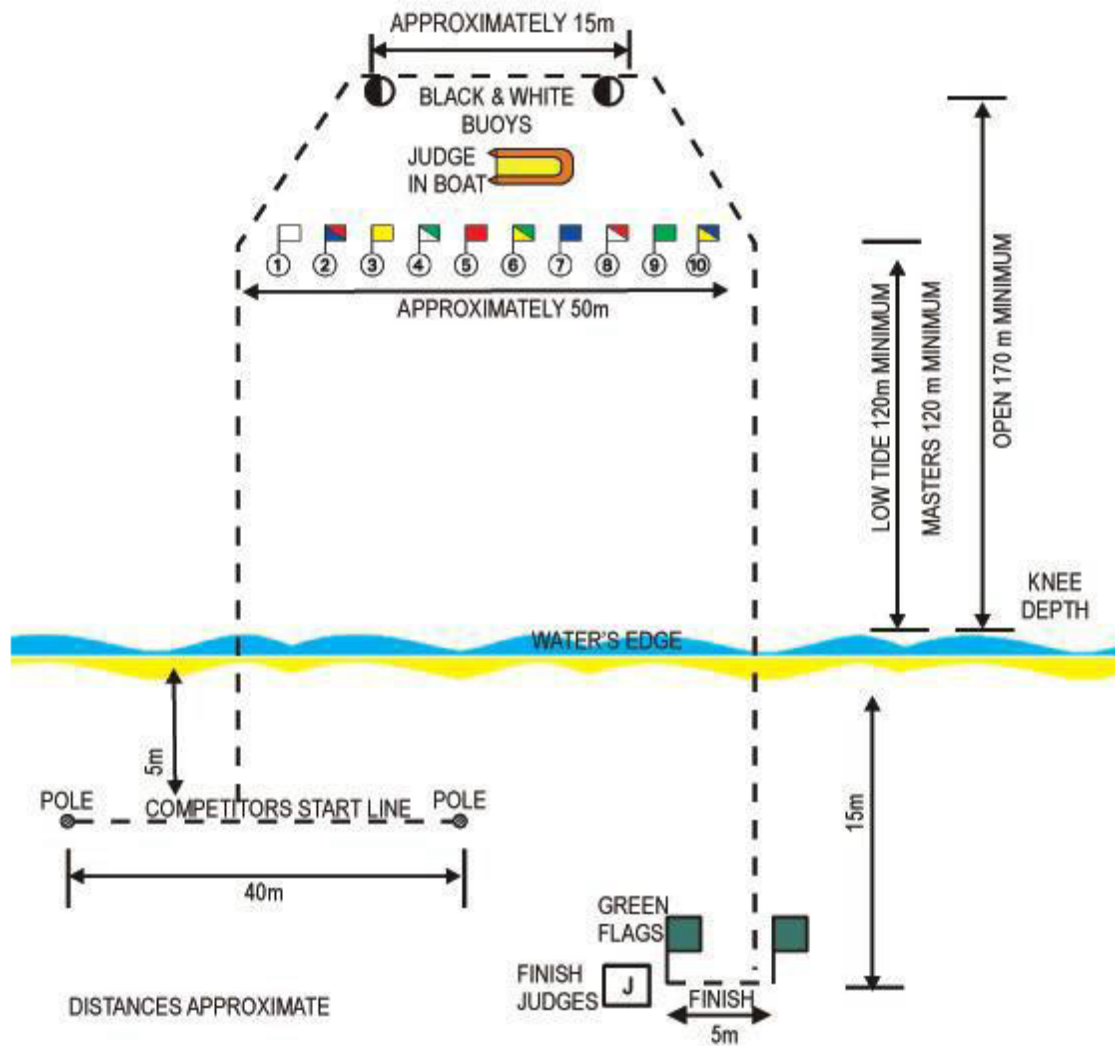 APPROXIMATELY 15m
BLACK & WHITE
BUOYS
JUDGE
IN BOAT
1 2 3 4 5 6 7 8 9 10
APPROXIMATELY 50m
LOW TIDE 120m MINIMUM
MASTERS 120 m MINIMUM
OPEN 170 m MINIMUM
KNEE
DEPTH
WATER'S EDGE
5m
POLE
COMPETITORS START LINE
POLE
40m
15m
GREEN
FLAGS
FINISH
JUDGES
J
FINISH
5m
DISTANCES APPROXIMATE